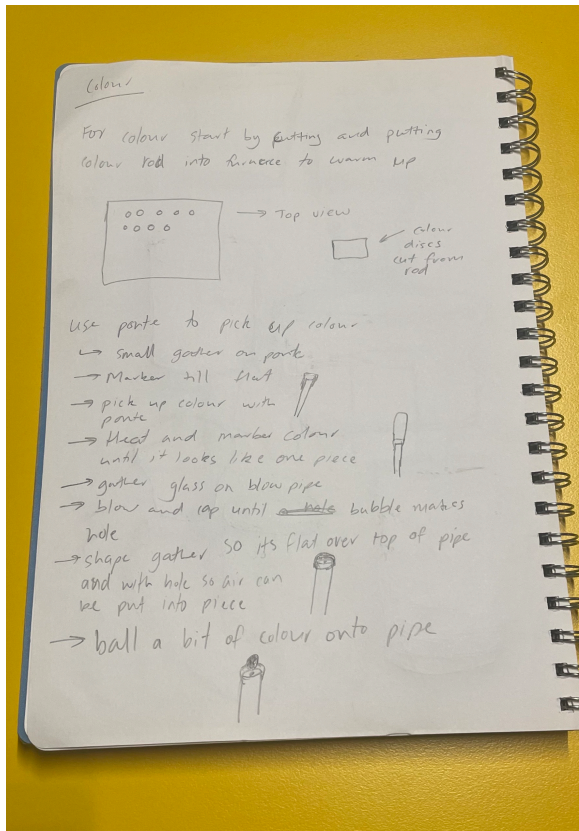 Colour
For colour start by cutting and putting
colour rod into furnace to warm up
→ Top view
colour
discs
cut from
rod
Use ponte to pick up colour
→ small gather on ponte
→ Marker till flat
→ pick up colour with
ponte
→ Heat and marber colour
until it looks like one piece
→ gather glass on blow pipe
→ blow and cap until a hole bubble makes
hole
→ shape gather so its flat over top of pipe
and with hole so air can
be put into piece
→ ball a bit of colour onto pipe